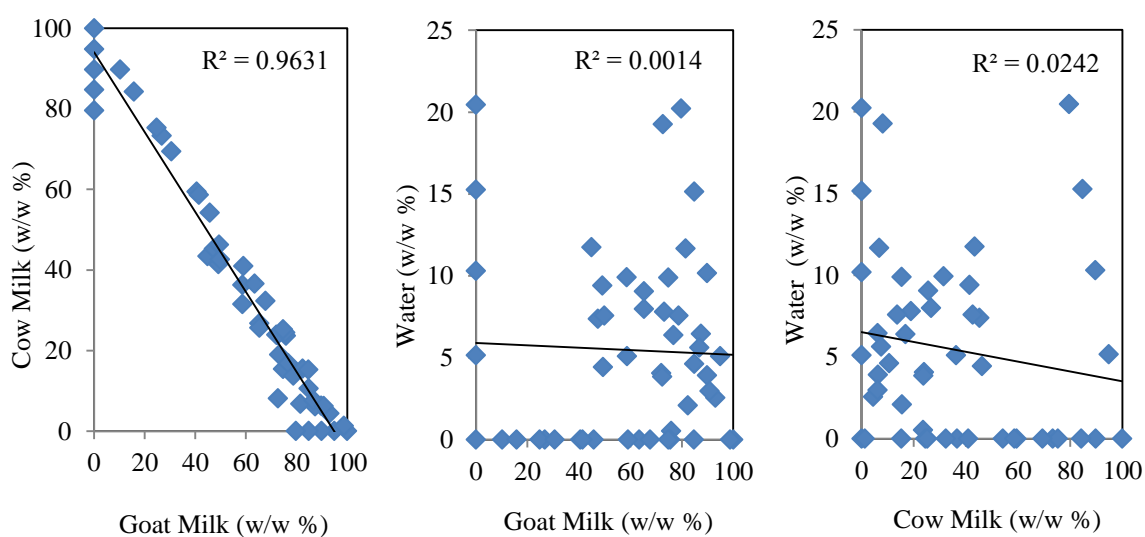 Cow Milk (w/w %)
100
80
60
40
20
0
R² = 0.9631
0 20 40 60 80 100
Goat Milk (w/w %)
Water (w/w %)
25
20
15
10
5
0
R² = 0.0014
0 20 40 60 80 100
Goat Milk (w/w %)
Water (w/w %)
25
20
15
10
5
0
R² = 0.0242
0 20 40 60 80 100
Cow Milk (w/w %)